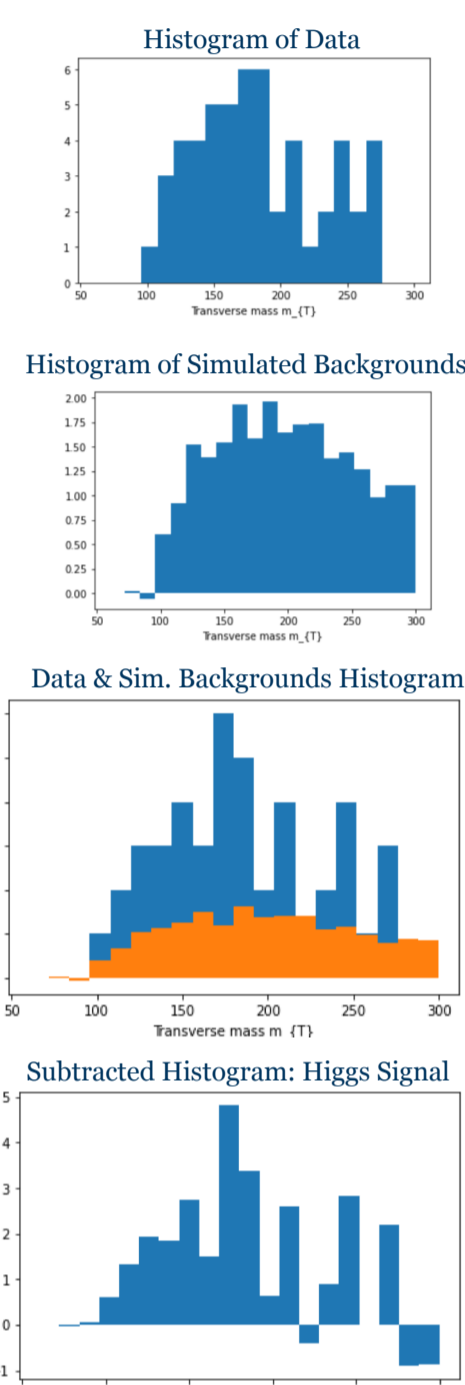 Histogram of Data
6
5
4
3
2
1
0
50 100 150 200 250 300
Transverse mass m_{T}
Histogram of Simulated Backgrounds
2.00
1.75
1.50
1.25
1.00
0.75
0.50
0.25
0.00
50 100 150 200 250 300
Transverse mass m_{T}
Data & Sim. Backgrounds Histogram
50 100 150 200 250 300
Transverse mass m {T}
Subtracted Histogram: Higgs Signal
5
4
3
2
1
0
1